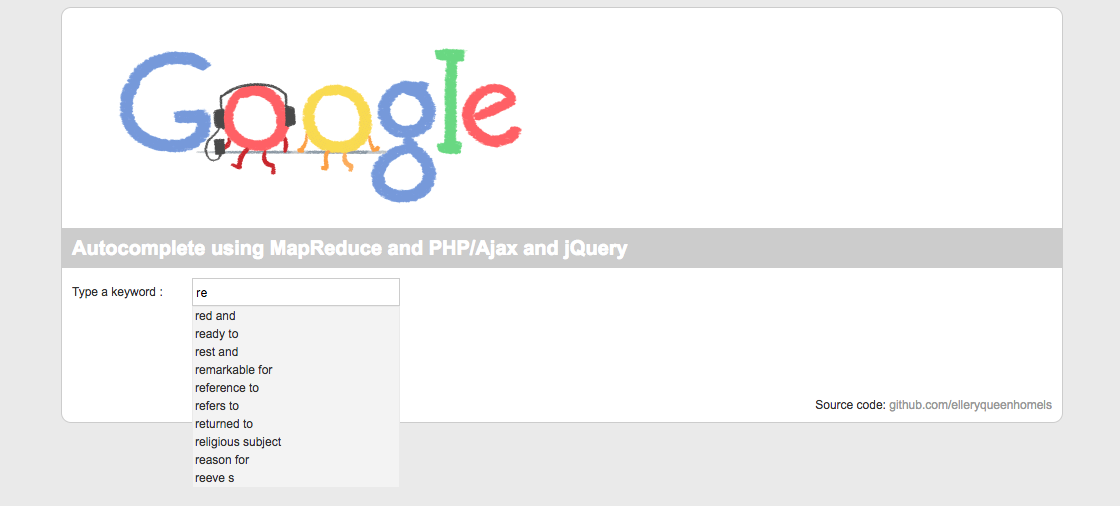 Google
Autocomplete using MapReduce and PHP/Ajax and jQuery
Type a keyword : re
red and
ready to
rest and
remarkable for
reference to
refers to
returned to
religious subject
reason for
reeve s
Source code: github.com/elleryqueenhomels